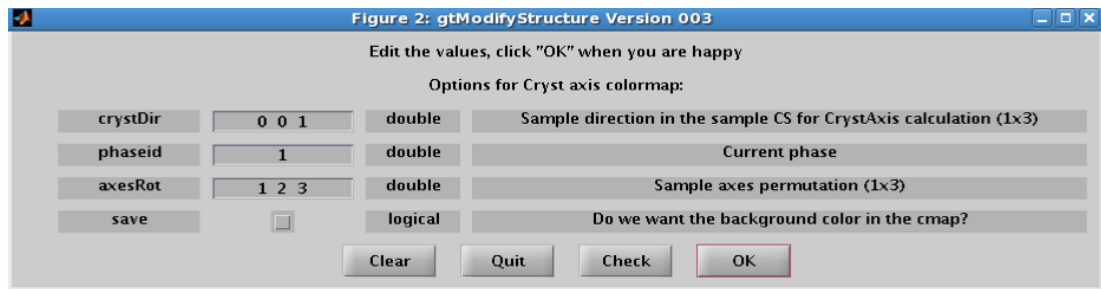 Figure 2: gtModifyStructure Version 003
Edit the values, click "OK" when you are happy
Options for Cryst axis colormap:
crystDir 0 0 1 double Sample direction in the sample CS for CrystAxis calculation (1x3)
phaseid 1 double Current phase
axesRot 1 2 3 double Sample axes permutation (1x3)
save logical Do we want the background color in the cmap?
Clear Quit Check OK